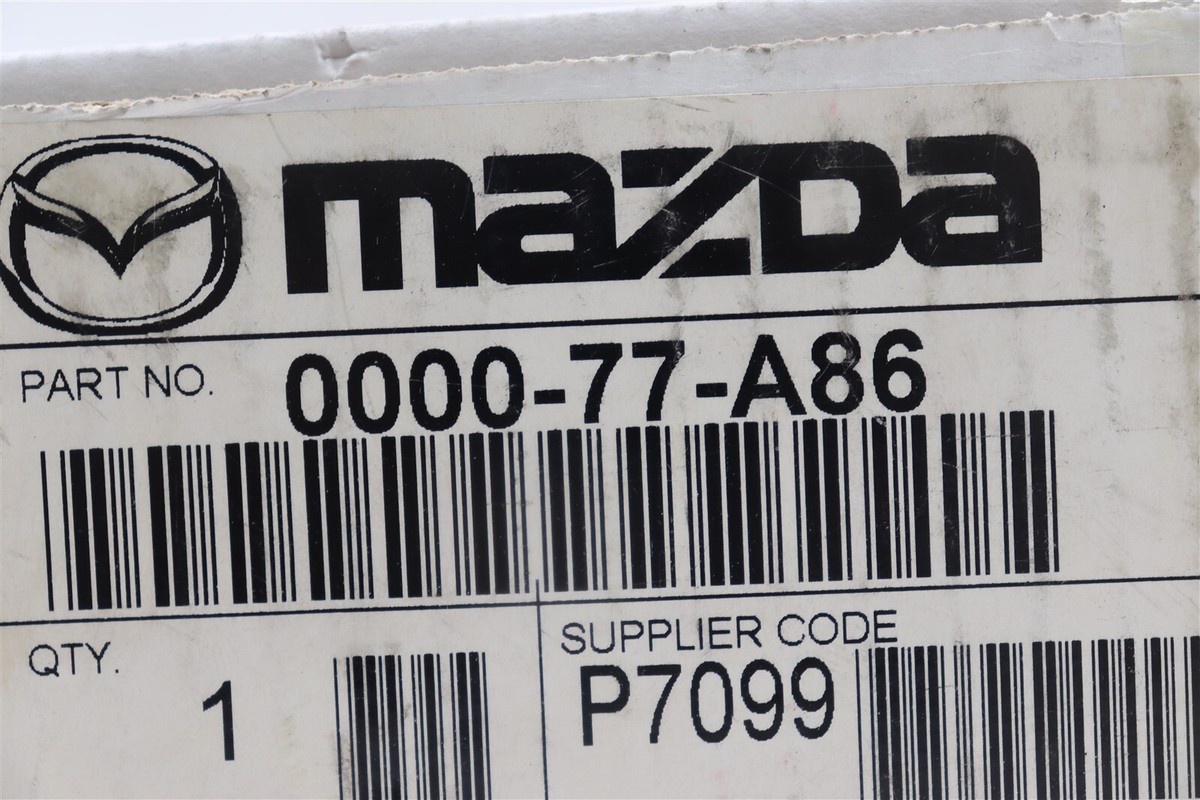 mazda
PART NO. 0000-77-A86
QTY. 1
SUPPLIER CODE
P7099